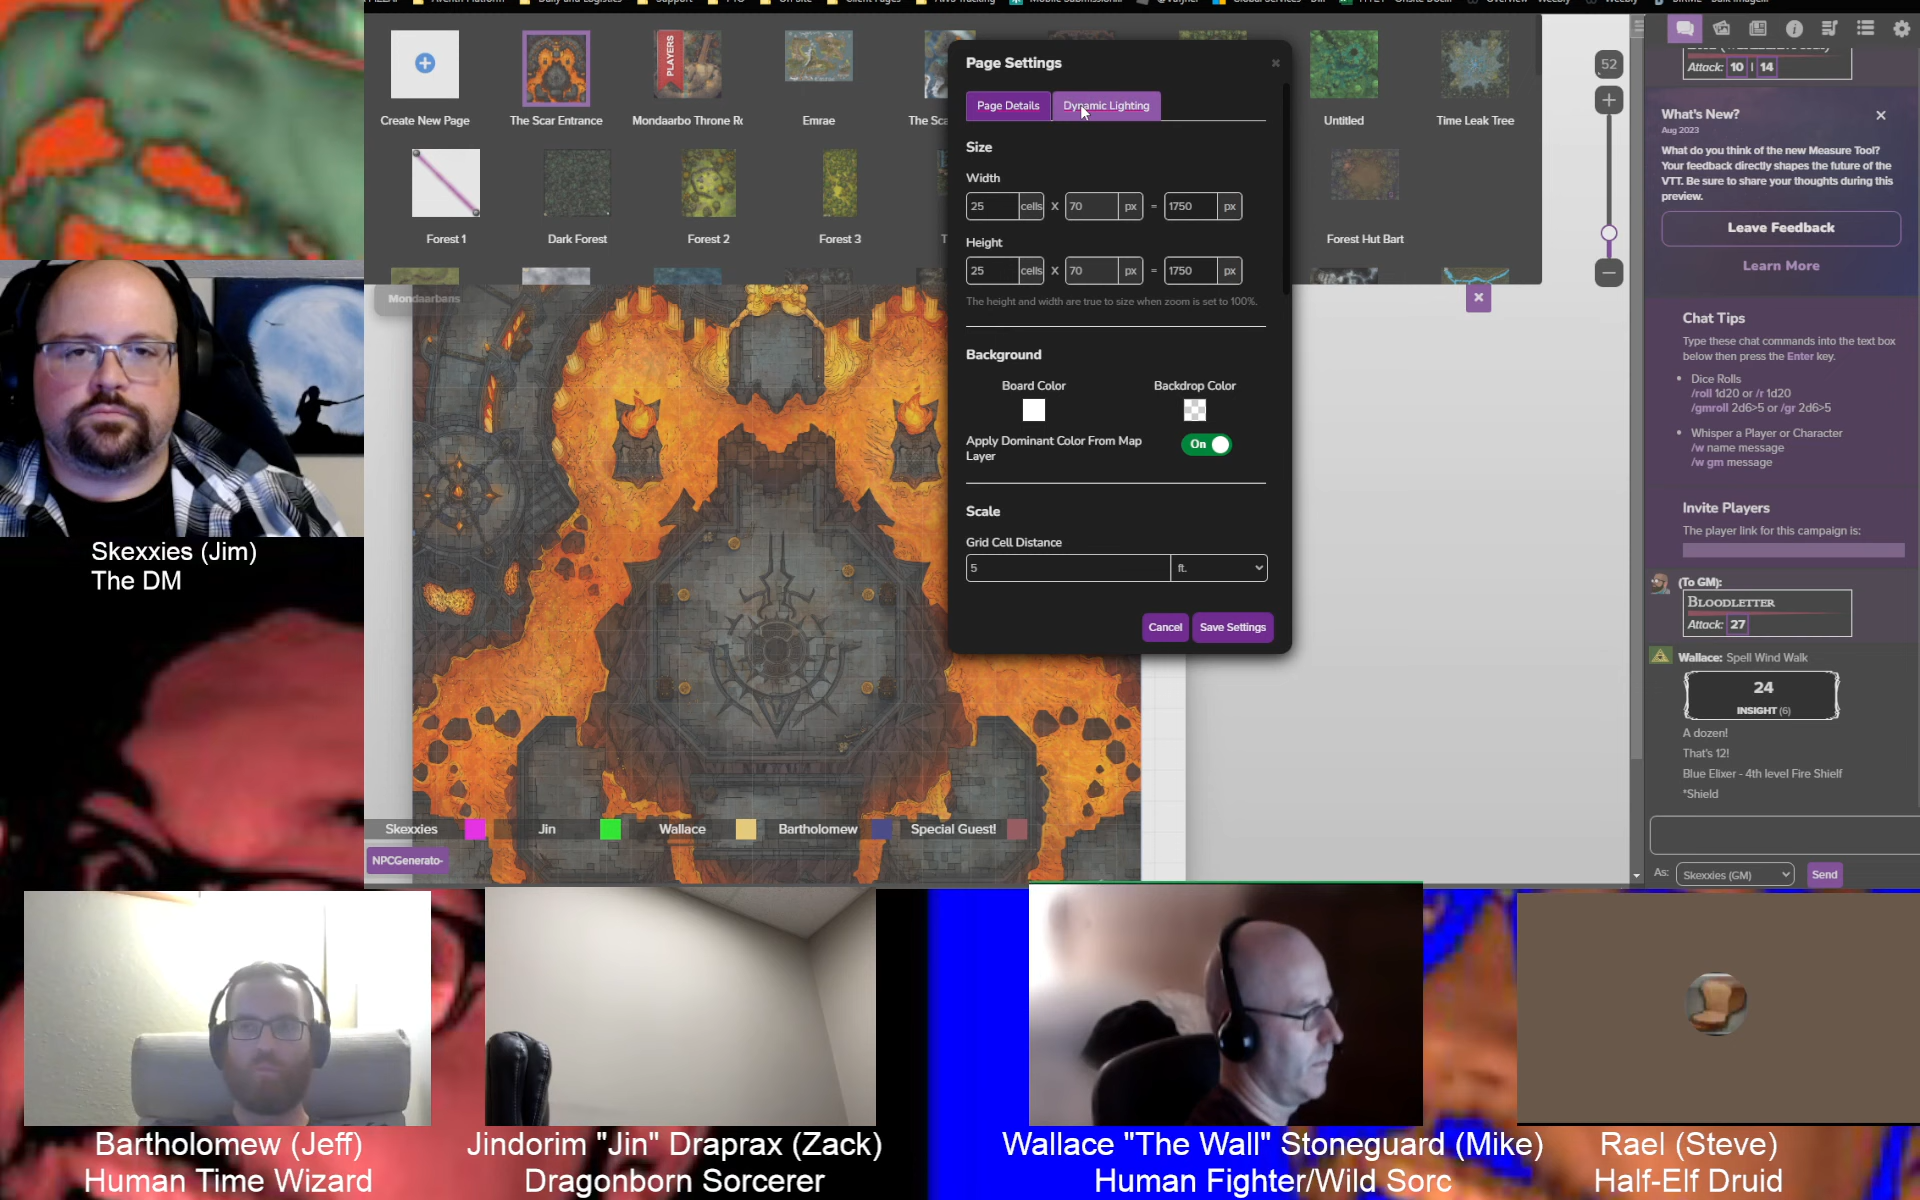 Create New Page
The Scar Entrance
PLAYERS
Mondaarbo Throne Rc
Emrae
The Sca
Untitled
Time Leak Tree
Forest 1
Dark Forest
Forest 2
Forest 3
Forest Hut Bart
Mondaarbans
Page Settings
Page Details
Dynamic Lighting
Size
Width
25 cells X 70 px = 1750 px
Height
25 cells X 70 px = 1750 px
The height and width are true to size when zoom is set to 100%.
Background
Board Color
Backdrop Color
Apply Dominant Color From Map
Layer
On
Scale
Grid Cell Distance
5 ft.
Cancel
Save Settings
52
Attack: 10 | 14
What's New?
Aug 2023
What do you think of the new Measure Tool?
Your feedback directly shapes the future of the
VTT. Be sure to share your thoughts during this
preview.
Leave Feedback
Learn More
Chat Tips
Type these chat commands into the text box
below then press the Enter key.
• Dice Rolls
/roll 1d20 or /r 1d20
/gmroll 2d6>5 or /gr 2d6>5
• Whisper a Player or Character
/w name message
/w gm message
Invite Players
The player link for this campaign is:
(To GM):
BLOODLETTER
Attack: 27
Wallace: Spell Wind Walk
24
INSIGHT (6)
A dozen!
That's 12!
Blue Elixer - 4th level Fire Shielf
*Shield
As: Skexxies (GM)
Send
Skexxies
Jin
Wallace
Bartholomew
Special Guest!
NPCGenerato-
Skexxies (Jim)
The DM
Bartholomew (Jeff)
Human Time Wizard
Jindorim "Jin" Draprax (Zack)
Dragonborn Sorcerer
Wallace "The Wall" Stoneguard (Mike)
Human Fighter/Wild Sorc
Rael (Steve)
Half-Elf Druid